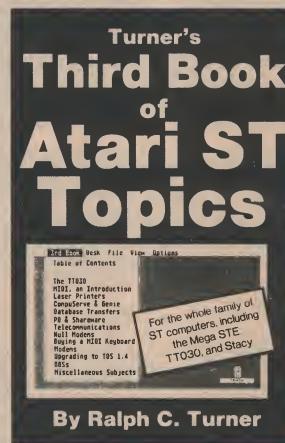 Turner's
Third Book
of
Atari ST
Topics
3rd Book Desk File View Options
Table of Contents
The TT030
MIDI, an Introduction
Laser Printers
CompuServe & Genie
Database Transfers
PD & Shareware
Telecommunications
Null Modems
Buying a MIDI Keyboard
Modems
Upgrading to TOS 1.4
BBSs
Miscellaneous Subjects
For the whole family of
ST computers, including
the Mega STE,
TT030, and Stacy
By Ralph C. Turner